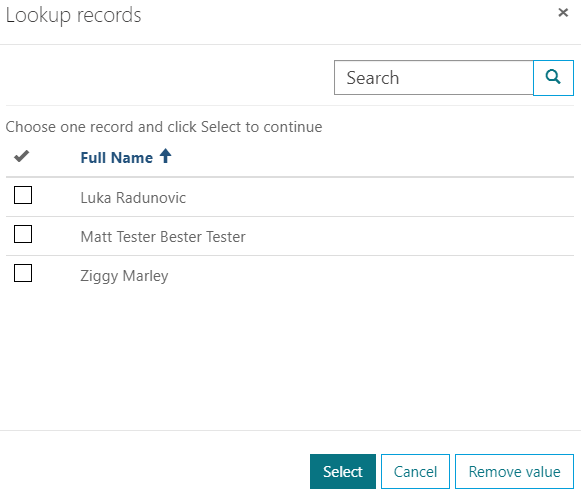 Lookup records
Search
Choose one record and click Select to continue
Full Name
Luka Radunovic
Matt Tester Bester Tester
Ziggy Marley
Select Cancel Remove value